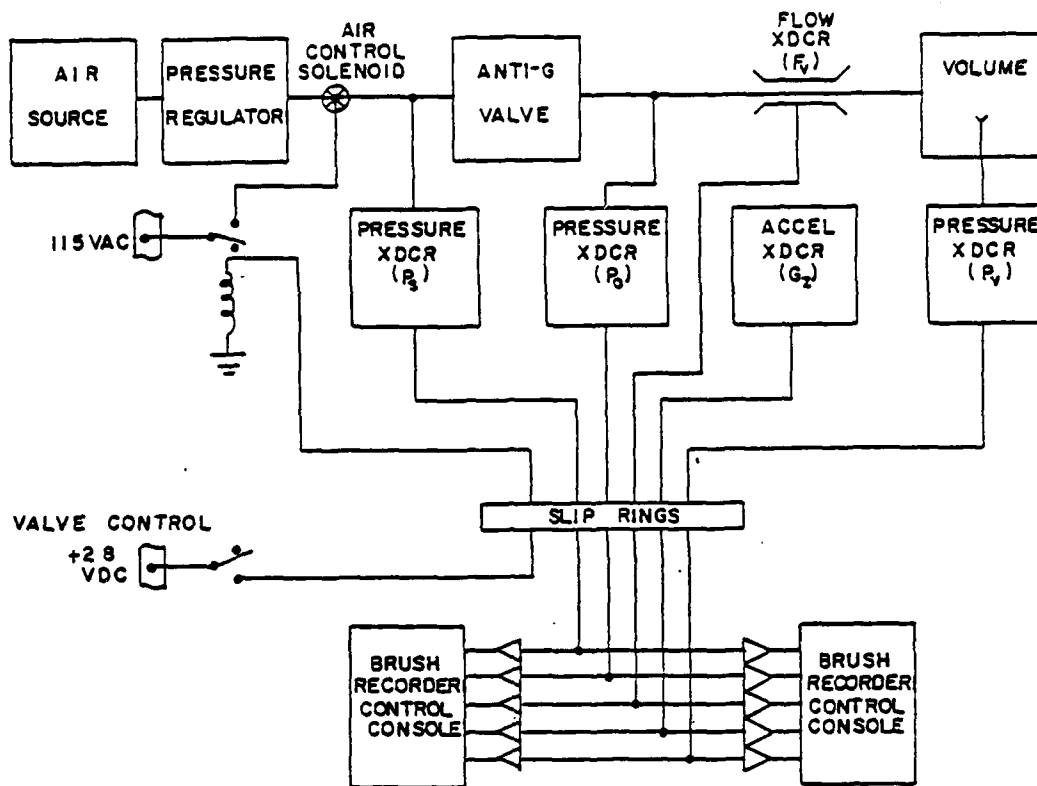 AIR
SOURCE
PRESSURE
REGULATOR
AIR
CONTROL
SOLENOID
ANTI-G
VALVE
FLOW
XDCR
(Fv)
VOLUME
115VAC
PRESSURE
XDCR
(Ps)
PRESSURE
XDCR
(Po)
ACCEL
XDCR
(Gz)
PRESSURE
XDCR
(Pv)
SLIP RINGS
VALVE CONTROL
+28
VDC
BRUSH
RECORDER
CONTROL
CONSOLE
BRUSH
RECORDER
CONTROL
CONSOLE